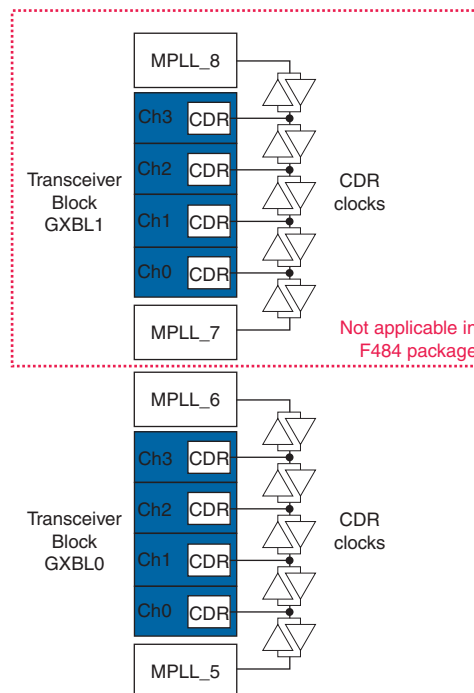 MPLL_8
Ch3 CDR
Ch2 CDR
Ch1 CDR
Ch0 CDR
Transceiver
Block
GXBL1
CDR
clocks
MPLL_7
Not applicable in
F484 package
MPLL_6
Ch3 CDR
Ch2 CDR
Ch1 CDR
Ch0 CDR
Transceiver
Block
GXBL0
CDR
clocks
MPLL_5